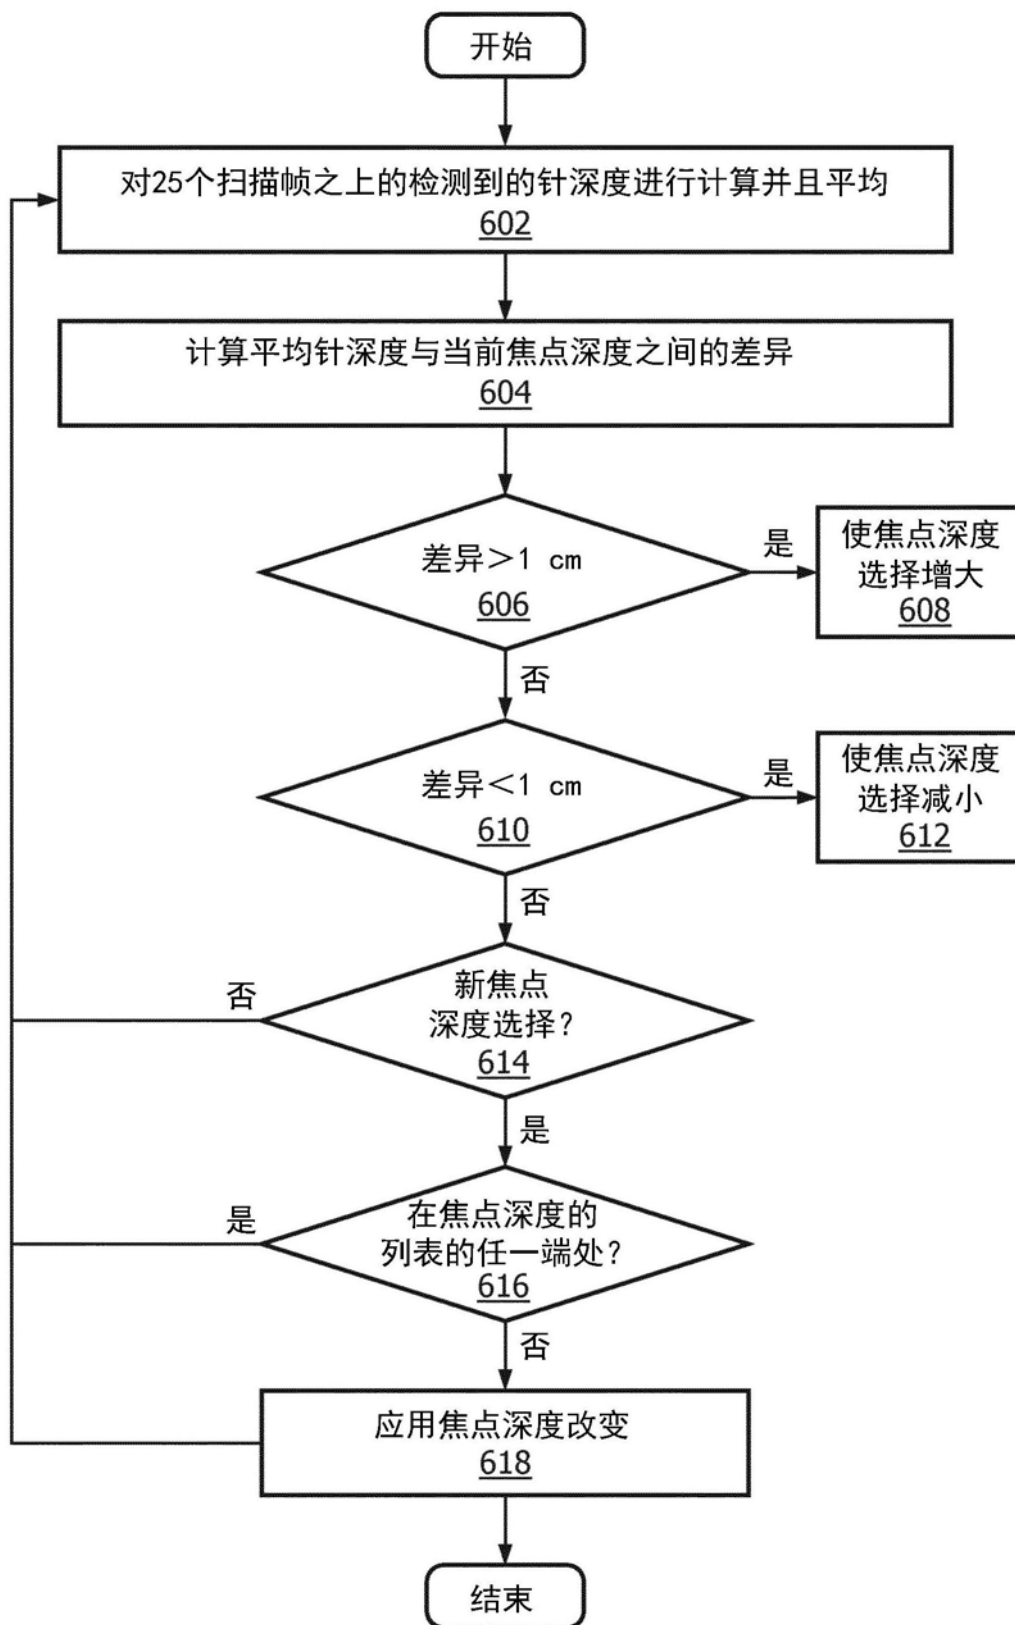 开始
对25个扫描帧之上的检测到的针深度进行计算并且平均
602
计算平均针深度与当前焦点深度之间的差异
604
差异>1 cm
606
是
使焦点深度
选择增大
608
否
差异<1 cm
610
是
使焦点深度
选择减小
612
否
新焦点
深度选择?
614
否
是
在焦点深度的
列表的任一端处?
616
是
否
应用焦点深度改变
618
结束